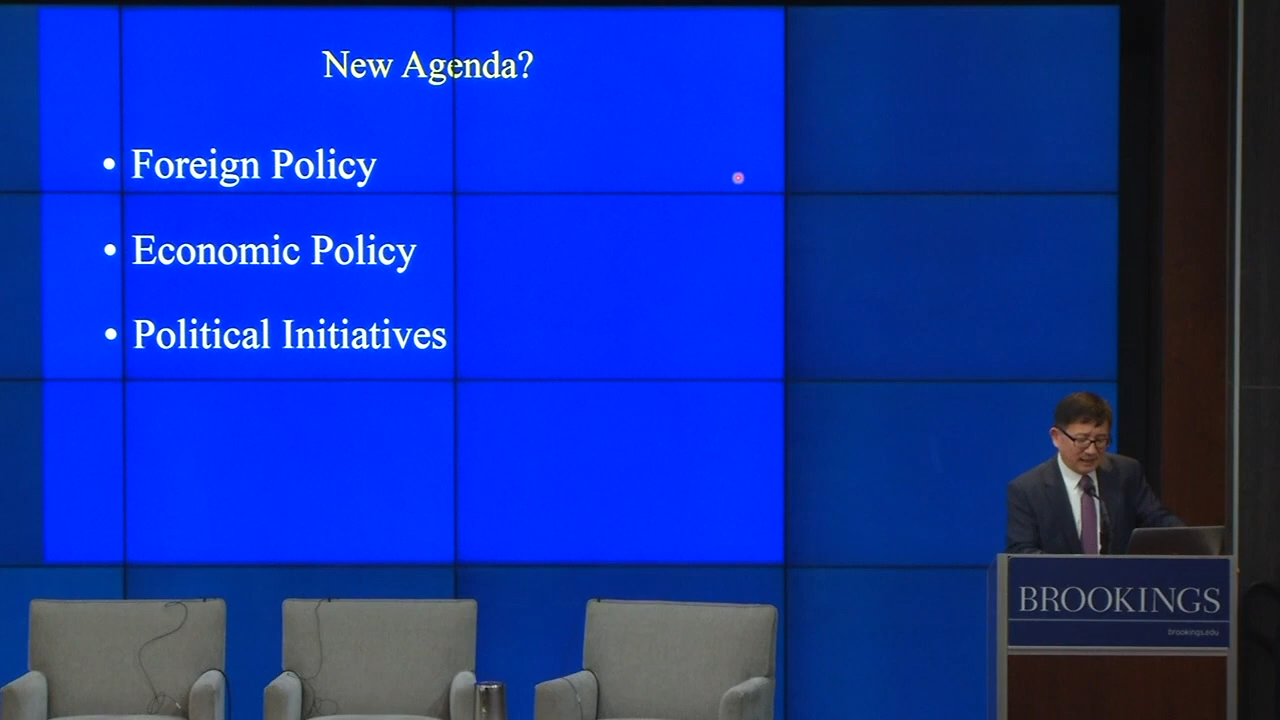 New Agenda?
• Foreign Policy
• Economic Policy
• Political Initiatives
BROOKINGS
brookings.edu